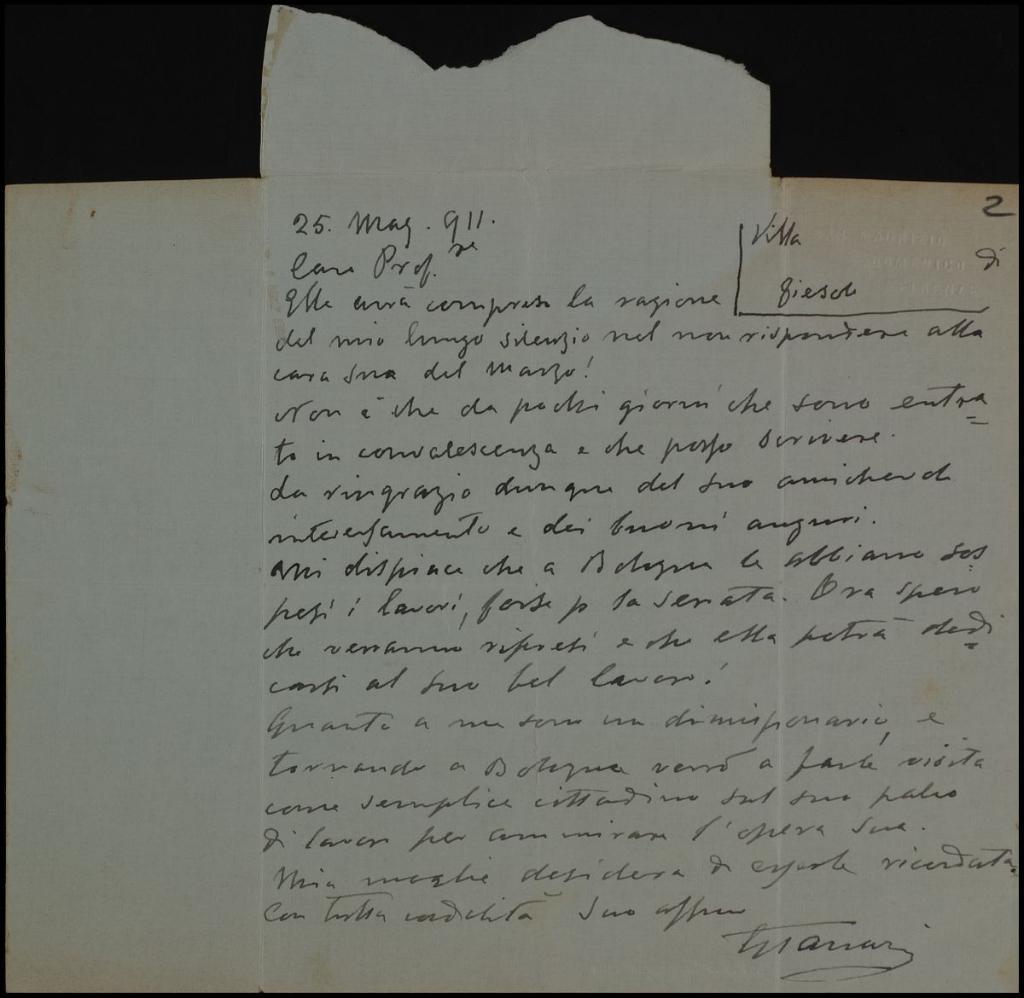 2
25. Mag. 911.
Villa
di
Fiesole
Caro Prof.re
Ella avrà compreso la ragione
del mio lungo silenzio nel non rispondere alla
cara sua del Marzo!
Non è che da pochi giorni che sono entra=
to in convalescenza e che posso scrivere.
La ringrazio dunque del suo amichevole
interessamento e dei buoni auguri.
Mi dispiace che a Bologna le abbiano sos
pesi i lavori, forse p la serrata. Ora spero
che verranno ripresi e che ella potrà dedi=
carsi al suo bel lavoro!
Quanto a me sono un dimissionario, e
tornando a Bologna verrò a farle visita
come semplice cittadino sul suo palco
di lavoro per ammirare l'opera sua.
Mia moglie desidera di esserle ricordata.
Con tutta cordialità suo affmo